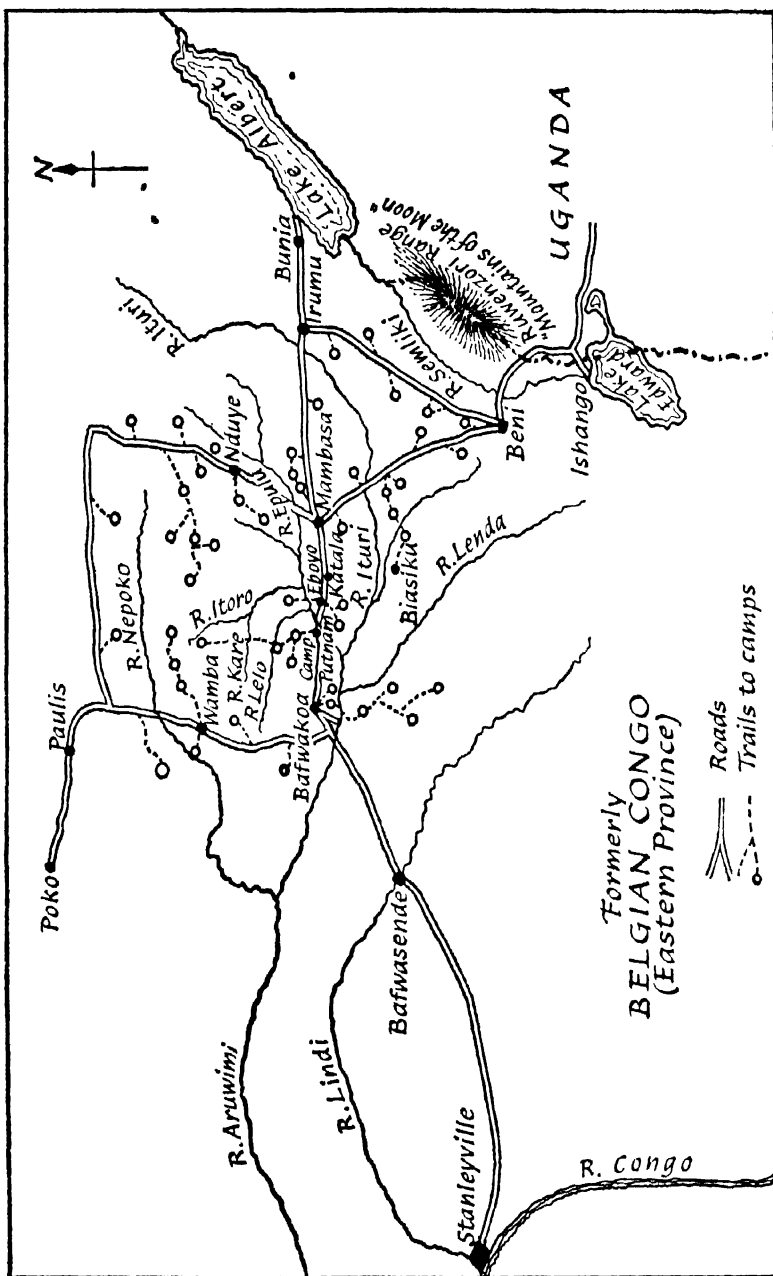 N
Poko
Paulis
R. Nepoko
R. Ituri
Lake Albert
Bunia
Irumu
Nduye
R. Epulu
Wamba
R. Itoro
R. Kare
R. Lelo
Bafwakoa
Camp
Putnam
Eboyo
Katala
Mambasa
R. Ituri
R. Semliki
Ruwenzori Range
"Mountains of the Moon"
UGANDA
Biasiku
R. Lenda
Beni
Ishango
Lake
Edward
R. Aruwimi
R. Lindi
Bafwasende
Stanleyville
R. Congo
Formerly
BELGIAN CONGO
(Eastern Province)
Roads
Trails to camps